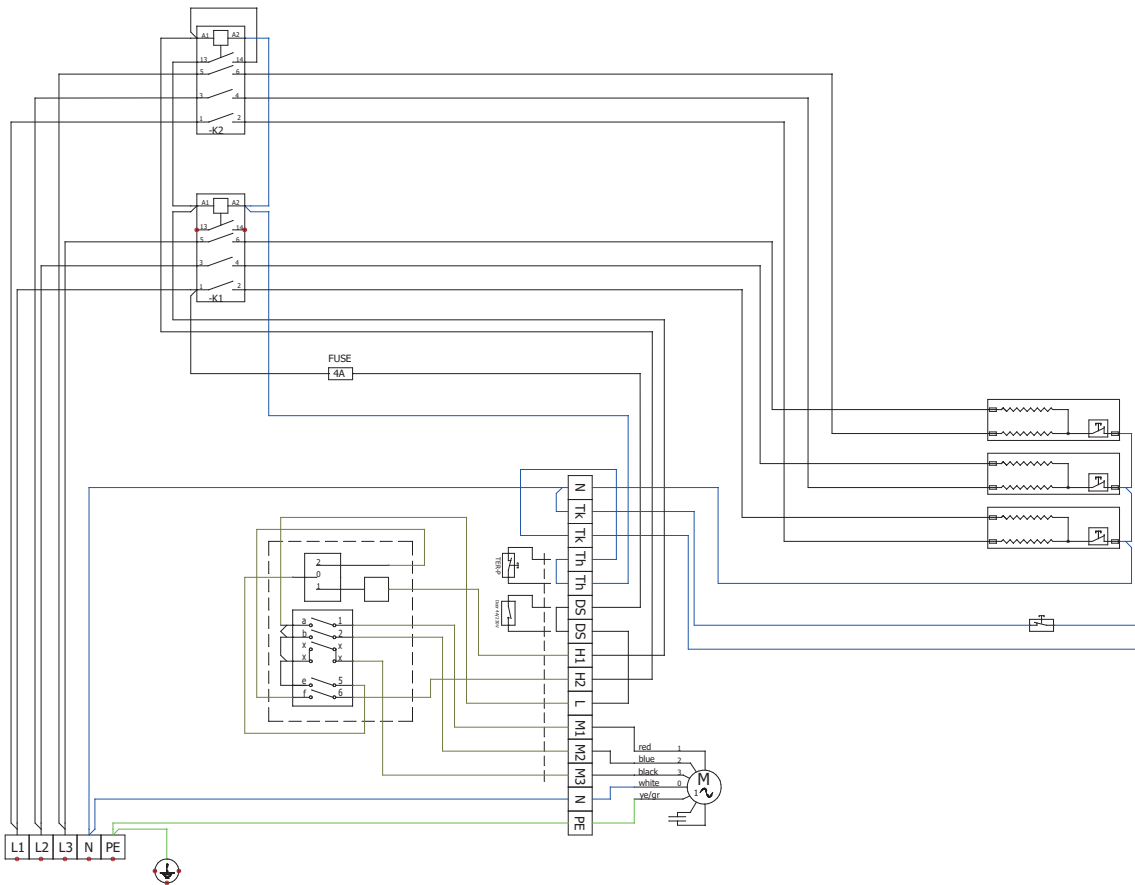 A1 A2
13 14
5 6
3 4
1 2
-K2
A1 A2
13 14
5 6
3 4
1 2
-K1
FUSE
4A
N
Tk
Tk
Th
Th
DS
DS
H1
H2
L
M1
M2
M3
N
PE
TER-P
2
0
1
a 1
b 2
x x
x x
e 5
f 6
red 1
blue 2
black 3
white 0
ye/gr
M
1
L1 L2 L3 N PE